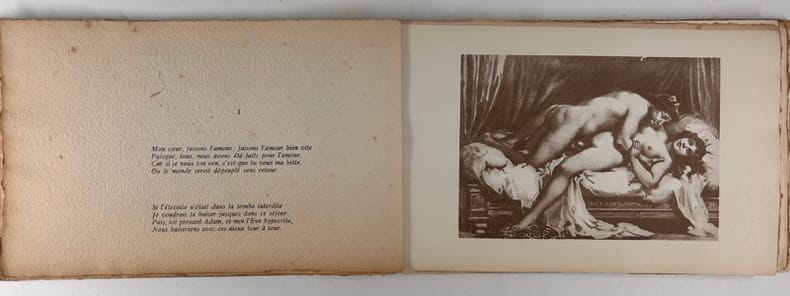 I
Mon cœur, faisons l'amour, faisons l'amour bien vite
Puisque, tous, nous avons été faits pour l'amour.
Car si je veux ton con, c'est que tu veux ma bitte,
Ou le monde serait dépeuplé sans retour.
Si l'étreinte n'était dans la tombe interdite
Je voudrais te baiser jusques dans ce séjour.
Puis, toi prenant Adam, et moi l'Eve hypocrite,
Nous baiserions avec ces aïeux tour à tour.